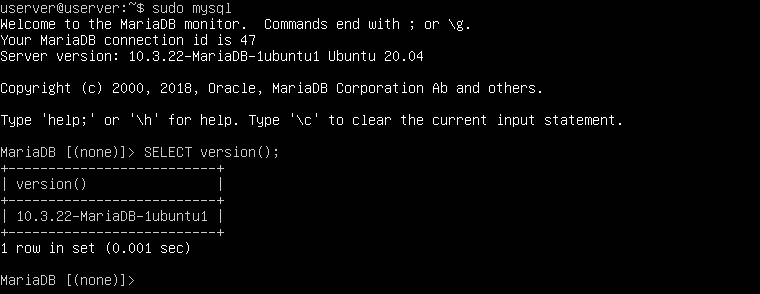 userver@userver:~$ sudo mysql
Welcome to the MariaDB monitor.  Commands end with ; or \g.
Your MariaDB connection id is 47
Server version: 10.3.22-MariaDB-1ubuntu1 Ubuntu 20.04

Copyright (c) 2000, 2018, Oracle, MariaDB Corporation Ab and others.

Type 'help;' or '\h' for help. Type '\c' to clear the current input statement.

MariaDB [(none)]> SELECT version();
+--------------------------+
| version()                |
+--------------------------+
| 10.3.22-MariaDB-1ubuntu1 |
+--------------------------+
1 row in set (0.001 sec)

MariaDB [(none)]>